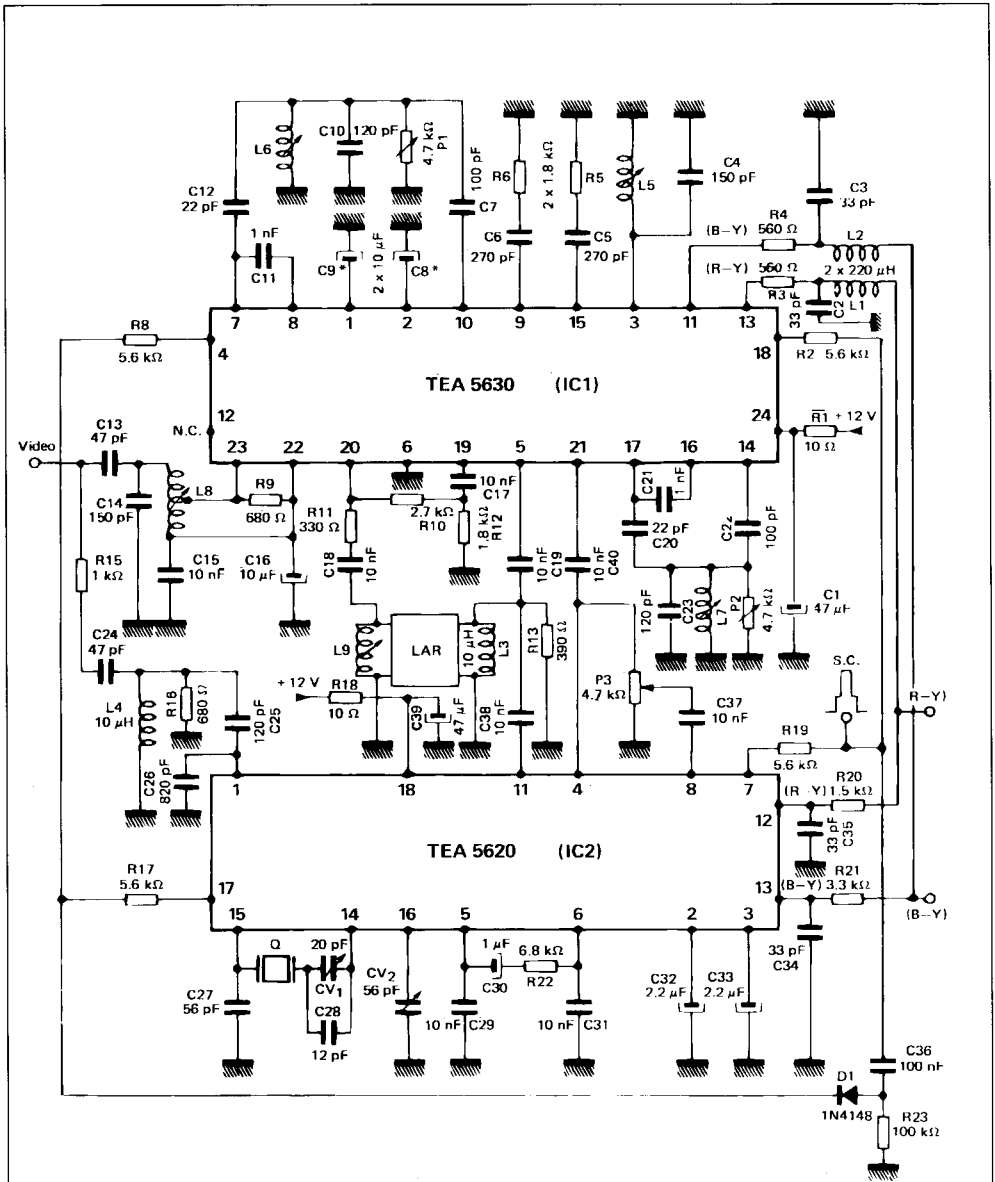 C10
120 pF
L6
4.7 kΩ
P1
C12
22 pF
100 pF
C7
R6
2 x 1.8 kΩ
R5
L5
C4
150 pF
C3
33 pF
1 nF
C11
C9*
2 x 10 µF
C8*
C6
270 pF
C5
270 pF
(B–Y)
R4
560 Ω
L2
2 x 220 µH
(R–Y)
560 Ω
R3
33 pF
C2
L1
7
8
1
2
10
9
15
3
11
13
R8
5.6 kΩ
4
18
R2
5.6 kΩ
TEA 5630 (IC1)
12
N.C.
24
R1
+ 12 V
10 Ω
23
22
20
6
19
5
21
17
16
14
Video
C13
47 pF
L8
R9
680 Ω
C14
150 pF
C15
10 nF
C16
10 µF
R11
330 Ω
C18
10 nF
2.7 kΩ
R10
10 nF
C17
1.8 kΩ
R12
10 nF
C19
10 nF
C40
C21
1 nF
22 pF
C20
C22
100 pF
R15
1 kΩ
120 pF
C23
L7
P2
4.7 kΩ
C1
47 µF
L9
LAR
10 µH
L3
R13
390 Ω
C24
47 pF
L4
10 µH
R16
680 Ω
120 pF
C25
C26
820 pF
+ 12 V
R18
10 Ω
C39
47 µF
C38
10 nF
P3
4.7 kΩ
C37
10 nF
S.C.
R–Y)
R19
5.6 kΩ
1
18
11
4
8
7
12
(R–Y)
R20
1.5 kΩ
33 pF
C35
TEA 5620 (IC2)
R17
5.6 kΩ
17
13
(B–Y)
R21
3.3 kΩ
(B–Y)
33 pF
C34
15
14
16
5
6
2
3
Q
20 pF
CV1
C27
56 pF
C28
12 pF
CV2
56 pF
1 µF
C30
6.8 kΩ
R22
10 nF
C29
10 nF
C31
C32
2.2 µF
C33
2.2 µF
C36
100 nF
D1
1N4148
R23
100 kΩ